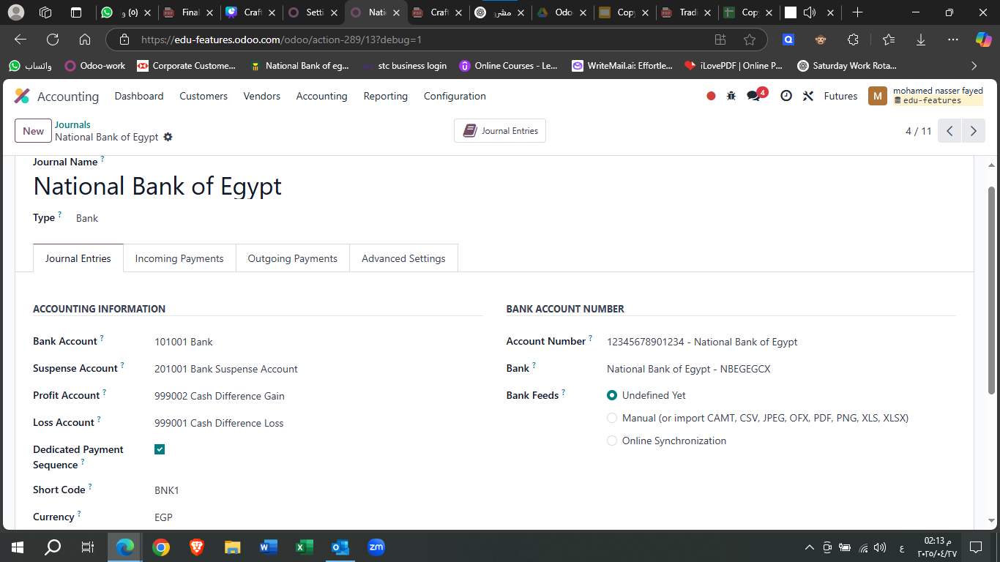 (٥) و
Final
Craft
Setti
Nati
Craft
مشرو
Odo
Cop
Tradi
Cop
https://edu-features.odoo.com/odoo/action-289/13?debug=1
واتساب
Odoo-work
Corporate Custome...
National Bank of eg...
stc business login
Online Courses - Le...
WriteMail.ai: Effortle...
iLovePDF | Online P...
Saturday Work Rota...
Accounting
Dashboard
Customers
Vendors
Accounting
Reporting
Configuration
4
Futures
M
mohamed nasser fayed
edu-features
New
Journals
National Bank of Egypt
Journal Entries
4 / 11
Journal Name ?
National Bank of Egypt
Type ? Bank
Journal Entries
Incoming Payments
Outgoing Payments
Advanced Settings
ACCOUNTING INFORMATION
Bank Account ? 101001 Bank
Suspense Account ? 201001 Bank Suspense Account
Profit Account ? 999002 Cash Difference Gain
Loss Account ? 999001 Cash Difference Loss
Dedicated Payment
Sequence ?
Short Code ? BNK1
Currency ? EGP
BANK ACCOUNT NUMBER
Account Number ? 12345678901234 - National Bank of Egypt
Bank ? National Bank of Egypt - NBEGEGCX
Bank Feeds ? Undefined Yet
Manual (or import CAMT, CSV, JPEG, OFX, PDF, PNG, XLS, XLSX)
Online Synchronization
ع
02:13 م
٢٠٢٥/٠٤/٢٧